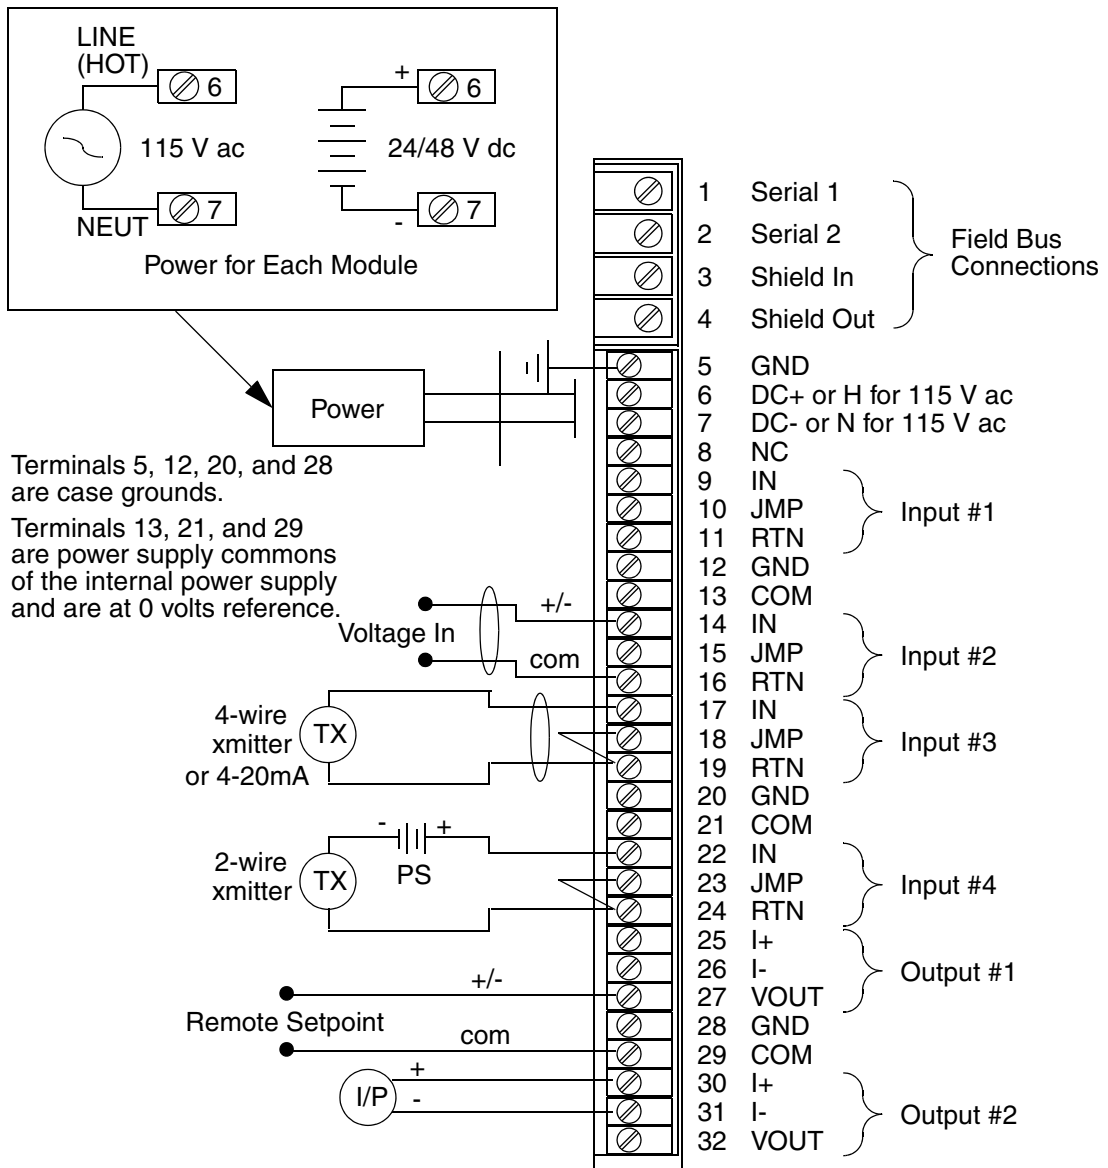 LINE
(HOT)
6
+
6
115 V ac
24/48 V dc
NEUT
7
-
7
Power for Each Module
1 Serial 1
2 Serial 2
3 Shield In
4 Shield Out
Field Bus
Connections
Power
5 GND
6 DC+ or H for 115 V ac
7 DC- or N for 115 V ac
8 NC
9 IN
10 JMP
11 RTN
Input #1
12 GND
13 COM
14 IN
15 JMP
16 RTN
Input #2
17 IN
18 JMP
19 RTN
Input #3
20 GND
21 COM
22 IN
23 JMP
24 RTN
Input #4
25 I+
26 I-
27 VOUT
Output #1
28 GND
29 COM
30 I+
31 I-
32 VOUT
Output #2
Terminals 5, 12, 20, and 28
are case grounds.
Terminals 13, 21, and 29
are power supply commons
of the internal power supply
and are at 0 volts reference.
+/-
Voltage In
com
4-wire
xmitter
or 4-20mA
TX
- +
PS
2-wire
xmitter
TX
+/-
Remote Setpoint
com
I/P
+
-